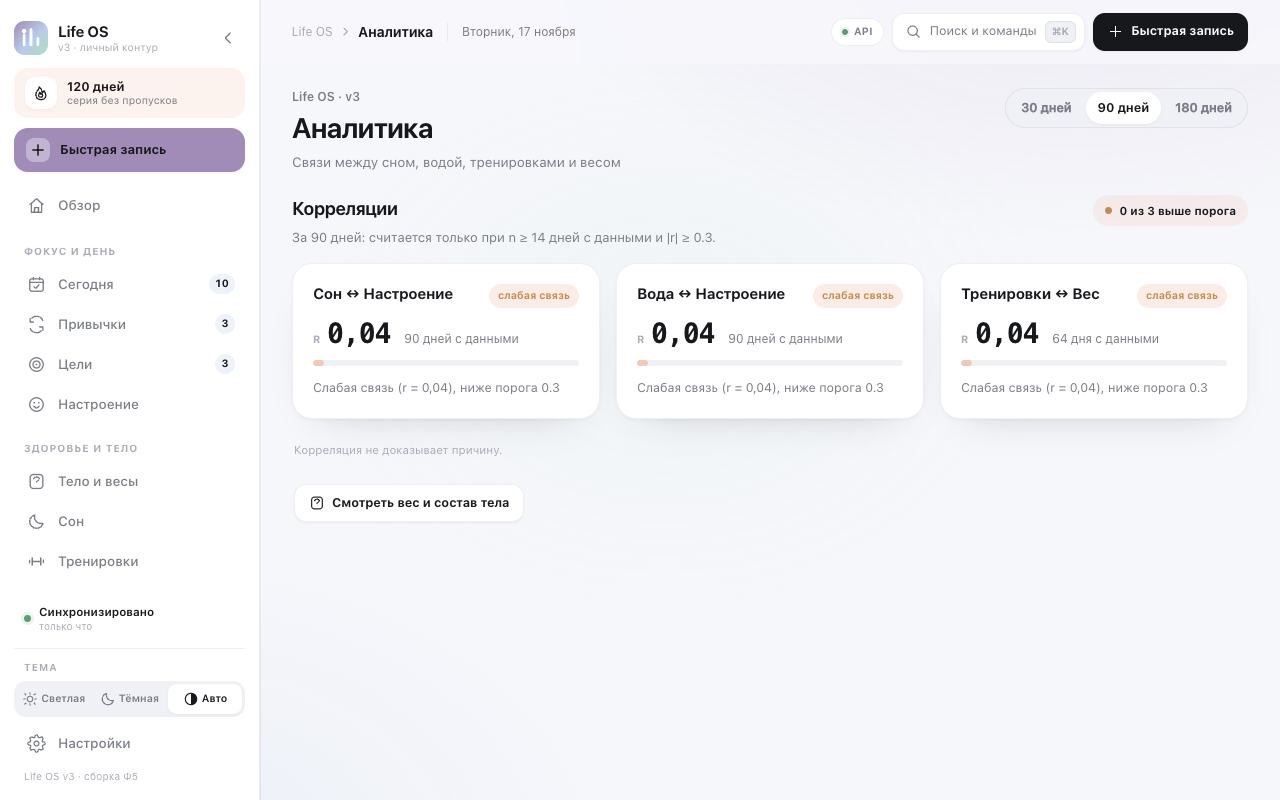 Life OS
v3 · личный контур
120 дней
серия без пропусков
Быстрая запись
Обзор
ФОКУС И ДЕНЬ
Сегодня 10
Привычки 3
Цели 3
Настроение
ЗДОРОВЬЕ И ТЕЛО
Тело и весы
Сон
Тренировки
Синхронизировано
только что
ТЕМА
Светлая Тёмная Авто
Настройки
Life OS v3 · сборка Ф5
Life OS > Аналитика Вторник, 17 ноября
API Поиск и команды ⌘K Быстрая запись
Life OS · v3
Аналитика
Связи между сном, водой, тренировками и весом
30 дней 90 дней 180 дней
Корреляции
0 из 3 выше порога
За 90 дней: считается только при n ≥ 14 дней с данными и |r| ≥ 0.3.
Сон ↔ Настроение слабая связь
R 0,04 90 дней с данными
Слабая связь (r = 0,04), ниже порога 0.3
Вода ↔ Настроение слабая связь
R 0,04 90 дней с данными
Слабая связь (r = 0,04), ниже порога 0.3
Тренировки ↔ Вес слабая связь
R 0,04 64 дня с данными
Слабая связь (r = 0,04), ниже порога 0.3
Корреляция не доказывает причину.
Смотреть вес и состав тела